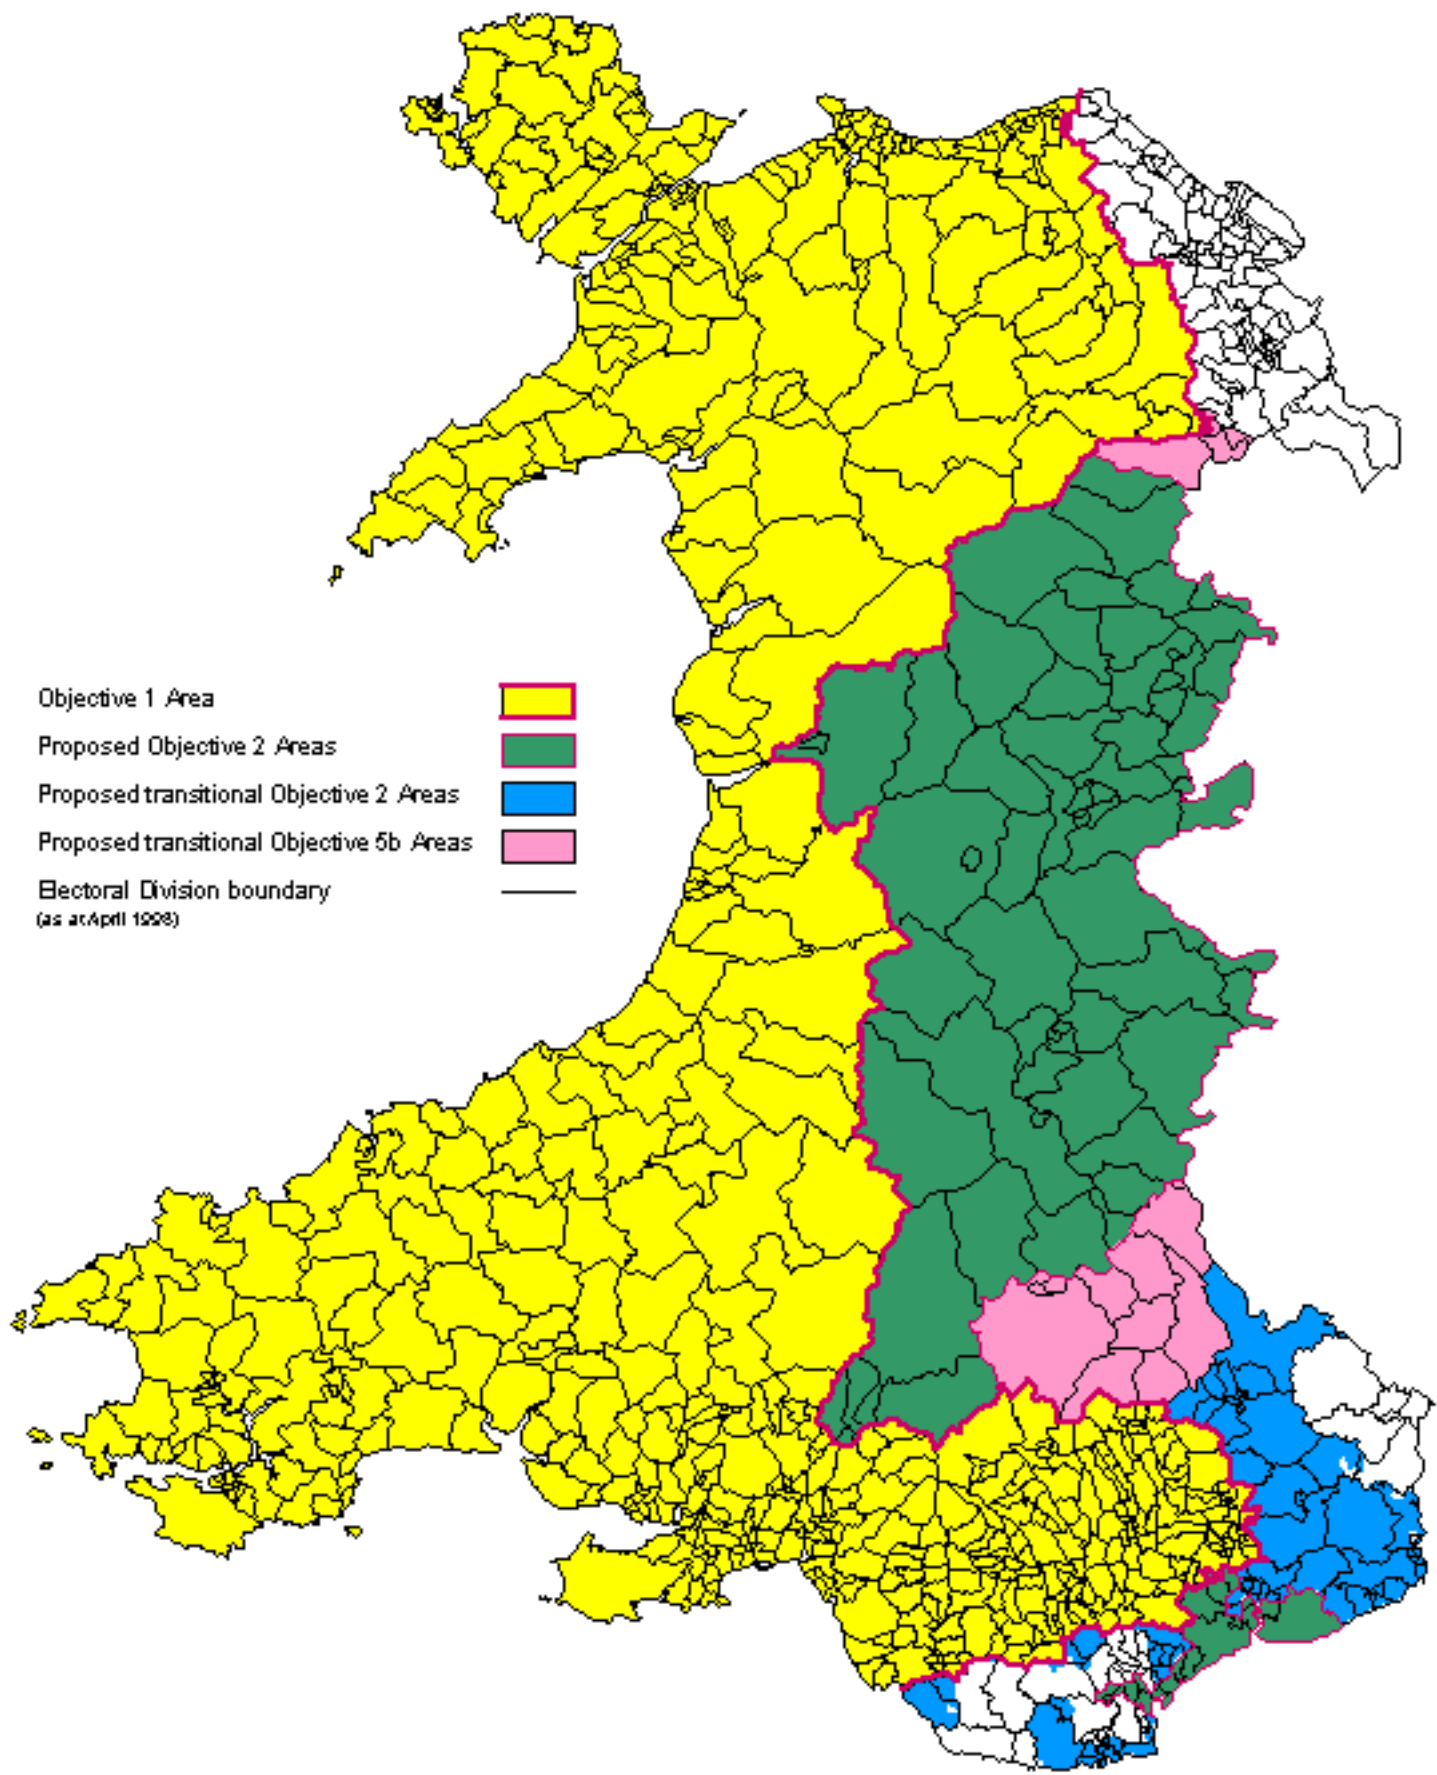 Objective 1 Area
Proposed Objective 2 Areas
Proposed transitional Objective 2 Areas
Proposed transitional Objective 5b Areas
Electoral Division boundary
(as at April 1998)